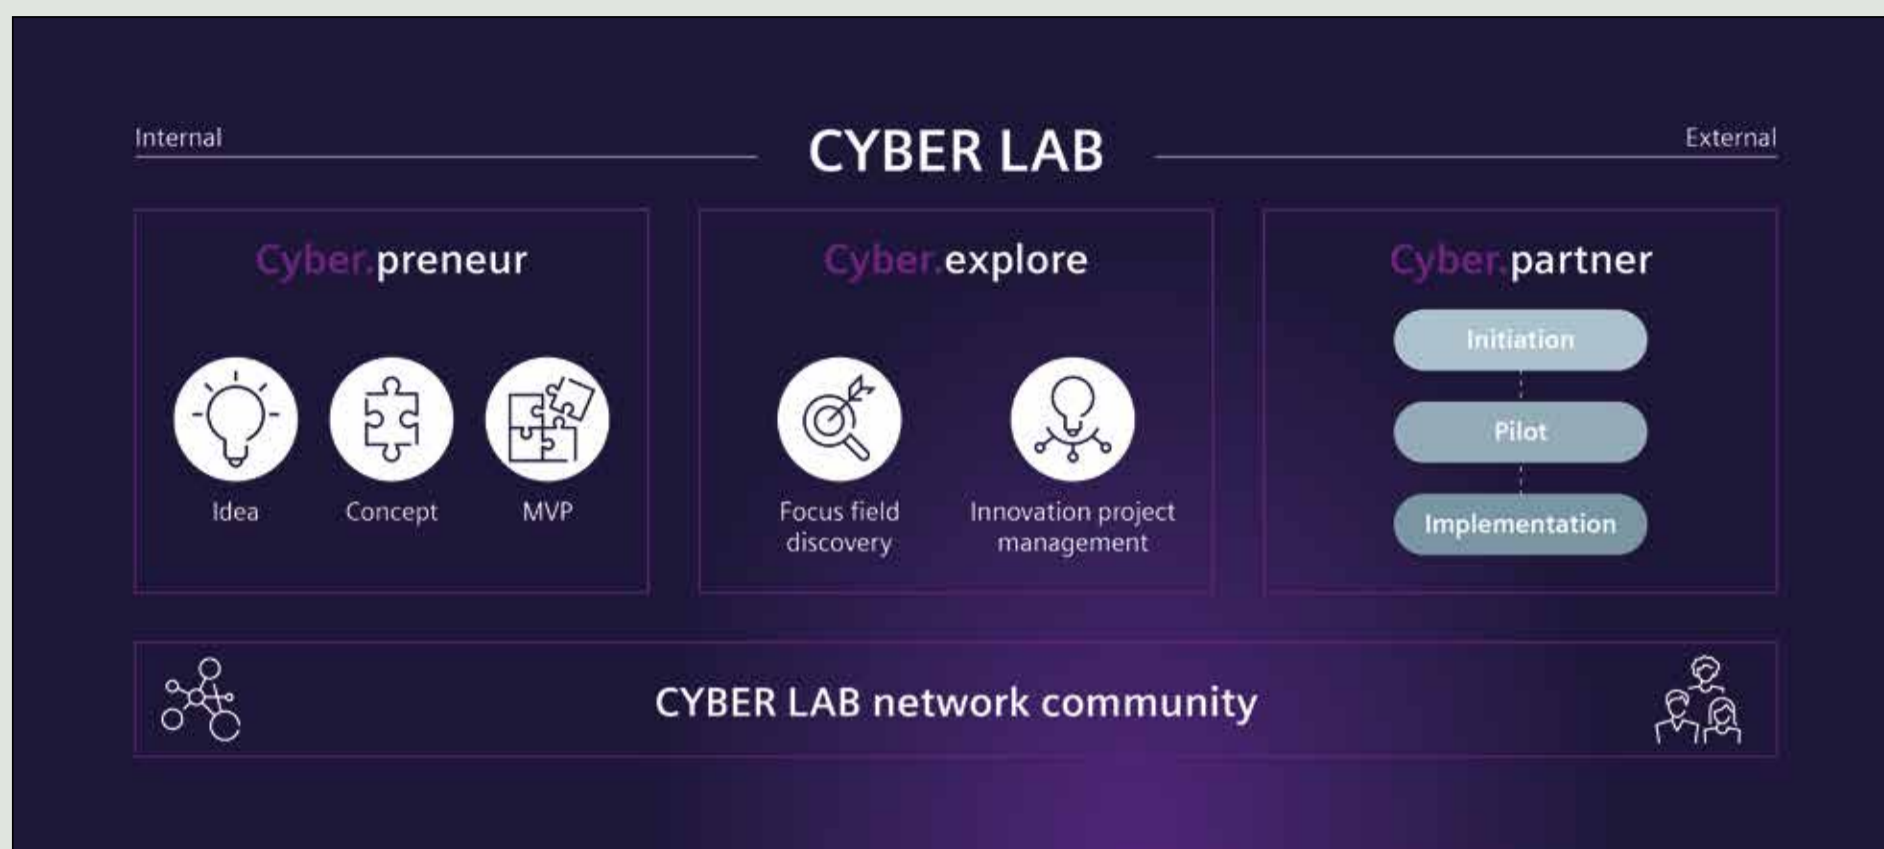 Internal
CYBER LAB
External
Cyber.preneur
Idea
Concept
MVP
Cyber.explore
Focus field
discovery
Innovation project
management
Cyber.partner
Initiation
Pilot
Implementation
CYBER LAB network community